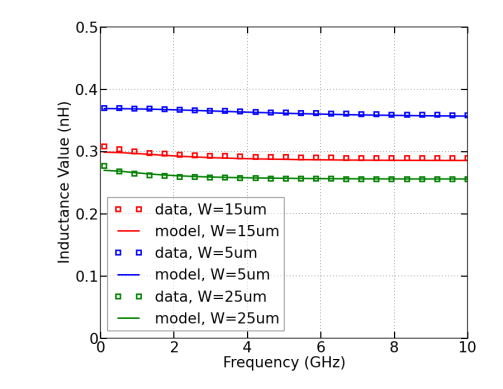 0.5
0.4
0.3
0.2
0.1
0
Inductance Value (nH)
data, W=15um
model, W=15um
data, W=5um
model, W=5um
data, W=25um
model, W=25um
0 2 4 6 8 10
Frequency (GHz)